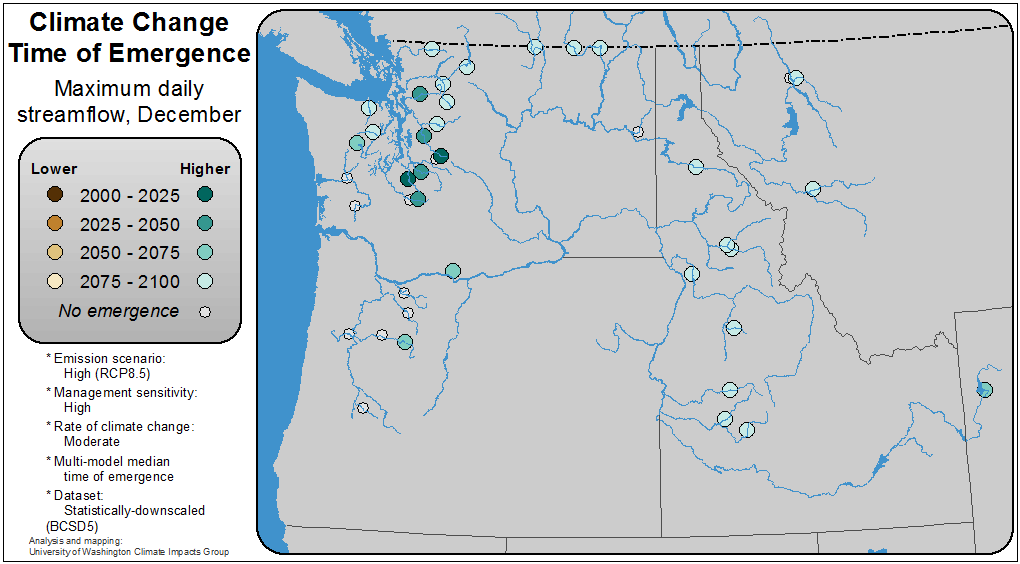 Climate Change
Time of Emergence
Maximum daily
streamflow, December
Lower Higher
2000 - 2025
2025 - 2050
2050 - 2075
2075 - 2100
No emergence
* Emission scenario:
High (RCP8.5)
* Management sensitivity:
High
* Rate of climate change:
Moderate
* Multi-model median
time of emergence
* Dataset:
Statistically-downscaled
(BCSD5)
Analysis and mapping:
University of Washington Climate Impacts Group